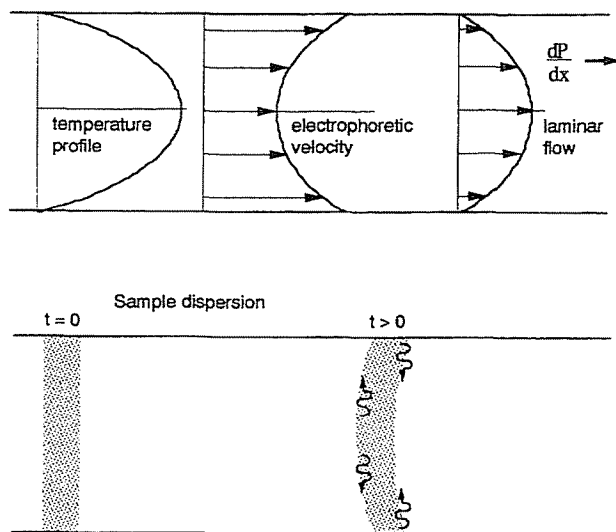 dP
dx
temperature
profile
electrophoretic
velocity
laminar
flow
Sample dispersion
t = 0
t > 0